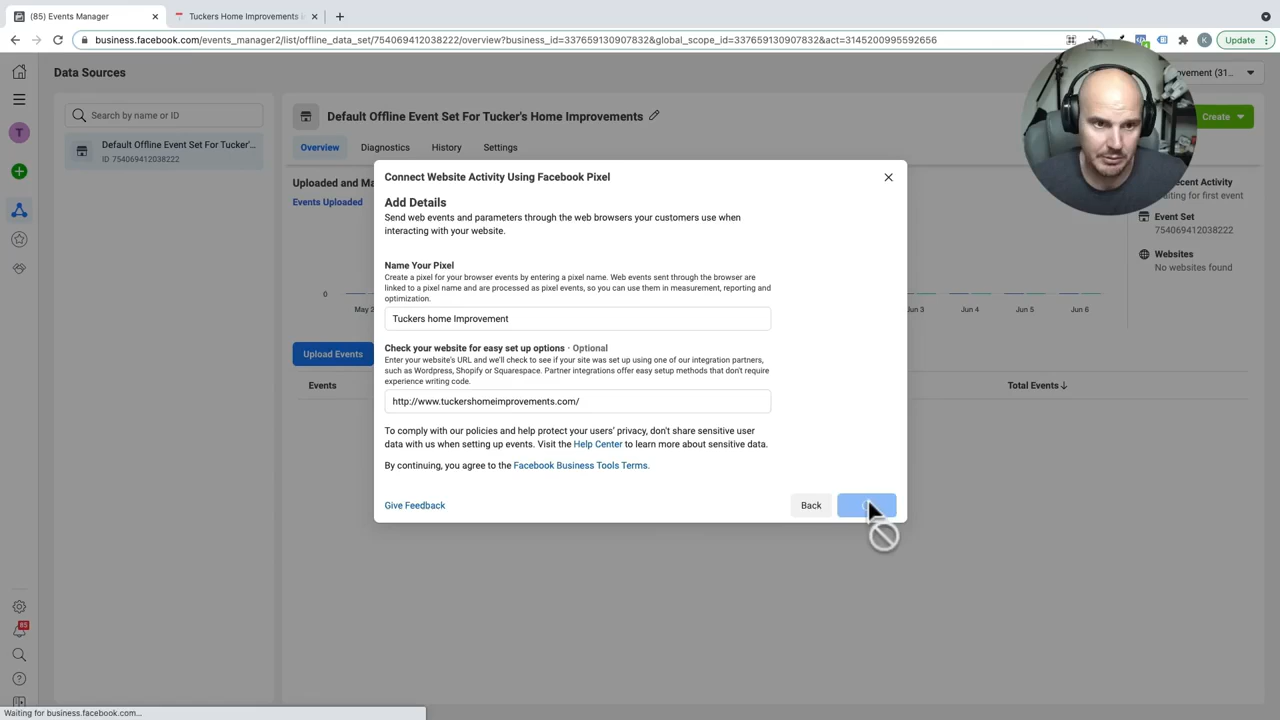 (85) Events Manager
Tuckers Home Improvements
business.facebook.com/events_manager2/list/offline_data_set/754069412038222/overview?business_id=337659130907832&global_scope_id=337659130907832&act=3145200995592656
K
Update
Data Sources
(31...
Search by name or ID
Default Offline Event Set For Tucker'...
ID 754069412038222
T
Default Offline Event Set For Tucker's Home Improvements
Create
Overview
Diagnostics
History
Settings
Uploaded and
Events Uploaded
0
May 2
Jun 3
Jun 4
Jun 5
Jun 6
Activity
for first event
Event Set
754069412038222
Websites
No websites found
Upload Events
Events
Total Events
Connect Website Activity Using Facebook Pixel
Add Details
Send web events and parameters through the web browsers your customers use when
interacting with your website.
Name Your Pixel
Create a pixel for your browser events by entering a pixel name. Web events sent through the browser are
linked to a pixel name and are processed as pixel events, so you can use them in measurement, reporting and
optimization.
Tuckers home Improvement
Check your website for easy set up options · Optional
Enter your website's URL and we'll check to see if your site was set up using one of our integration partners,
such as Wordpress, Shopify or Squarespace. Partner integrations offer easy setup methods that don't require
experience writing code.
http://www.tuckershomeimprovements.com/
To comply with our policies and help protect your users' privacy, don't share sensitive user
data with us when setting up events. Visit the Help Center to learn more about sensitive data.
By continuing, you agree to the Facebook Business Tools Terms.
Give Feedback
Back
85
Waiting for business.facebook.com...